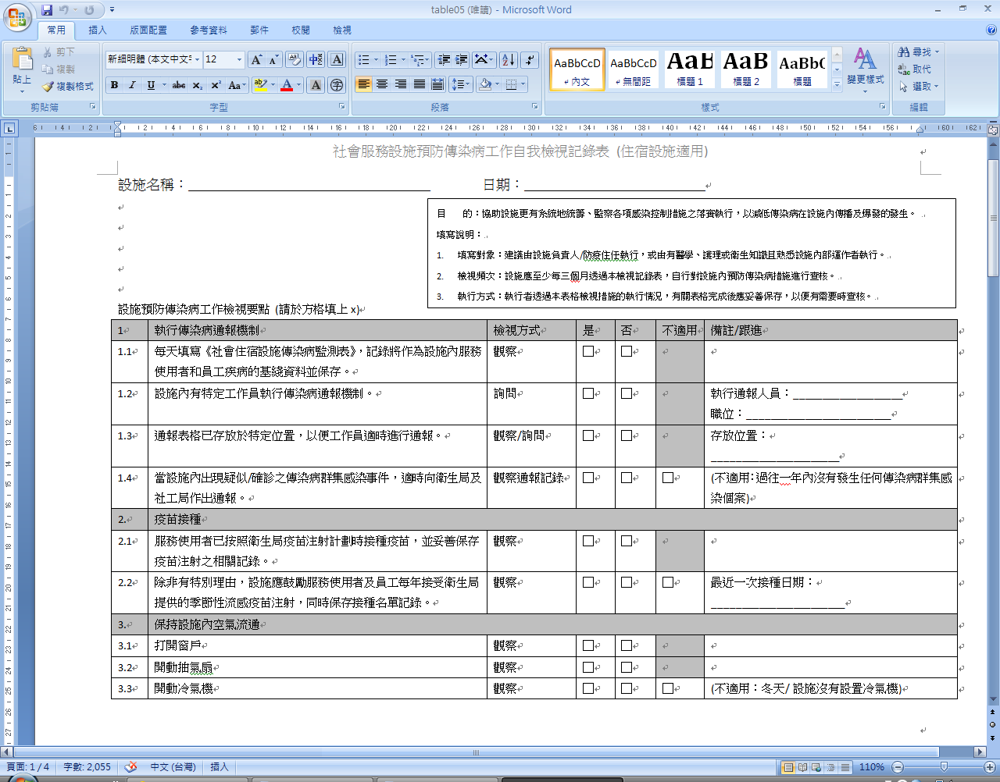 table05 (唯讀) - Microsoft Word
常用 插入 版面配置 參考資料 郵件 校閱 檢視
貼上
剪下
複製
複製格式
剪貼簿
新細明體 (本文中文字 12
字型
段落
AaBbCcD AaBbCcD AaB AaB AaBbC
內文 無間距 標題 1 標題 2 標題
變更樣式
樣式
尋找
取代
選取
編輯
社會服務設施預防傳染病工作自我檢視記錄表 (住宿設施適用)
設施名稱：________________ 日期：________________
目 的：協助設施更有系統地統籌、監察各項感染控制措施之落實執行，以減低傳染病在設施內傳播及爆發的發生。
填寫說明：
1. 填寫對象：建議由設施負責人/防疫住任執行，或由有醫學、護理或衛生知識且熟悉設施內部運作者執行。
2. 檢視頻次：設施應至少每三個月透過本檢視記錄表，自行對設施內預防傳染病措施進行查核。
3. 執行方式：執行者透過本表格檢視措施的執行情況，有關表格完成後應妥善保存，以便有需要時查核。
設施預防傳染病工作檢視要點 (請於方格填上 x)
1 執行傳染病通報機制 檢視方式 是 否 不適用 備註/跟進
1.1 每天填寫《社會住宿設施傳染病監測表》，記錄將作為設施內服務 觀察 □ □
使用者和員工疾病的基綫資料並保存。
1.2 設施內有特定工作員執行傳染病通報機制。 詢問 □ □ 執行通報人員：________________
職位：________________
1.3 通報表格已存放於特定位置，以便工作員適時進行通報。 觀察/詢問 □ □ 存放位置：
________________
1.4 當設施內出現疑似/確診之傳染病群集感染事件，適時向衛生局及 觀察通報記錄 □ □ □ (不適用：過往一年內沒有發生任何傳染病群集感
社工局作出通報。 染個案)
2. 疫苗接種
2.1 服務使用者已按照衛生局疫苗注射計劃時接種疫苗，並妥善保存 觀察 □ □
疫苗注射之相關記錄。
2.2 除非有特別理由，設施應鼓勵服務使用者及員工每年接受衛生局 觀察 □ □ □ 最近一次接種日期：
提供的季節性流感疫苗注射，同時保存接種名單記錄。 ________________
3. 保持設施內空氣流通
3.1 打開窗戶 觀察 □ □
3.2 開動抽氣扇 觀察 □ □
3.3 開動冷氣機 觀察 □ □ □ (不適用：冬天/ 設施沒有設置冷氣機)
頁面: 1 / 4 字數: 2,055 中文 (台灣) 插入 110%